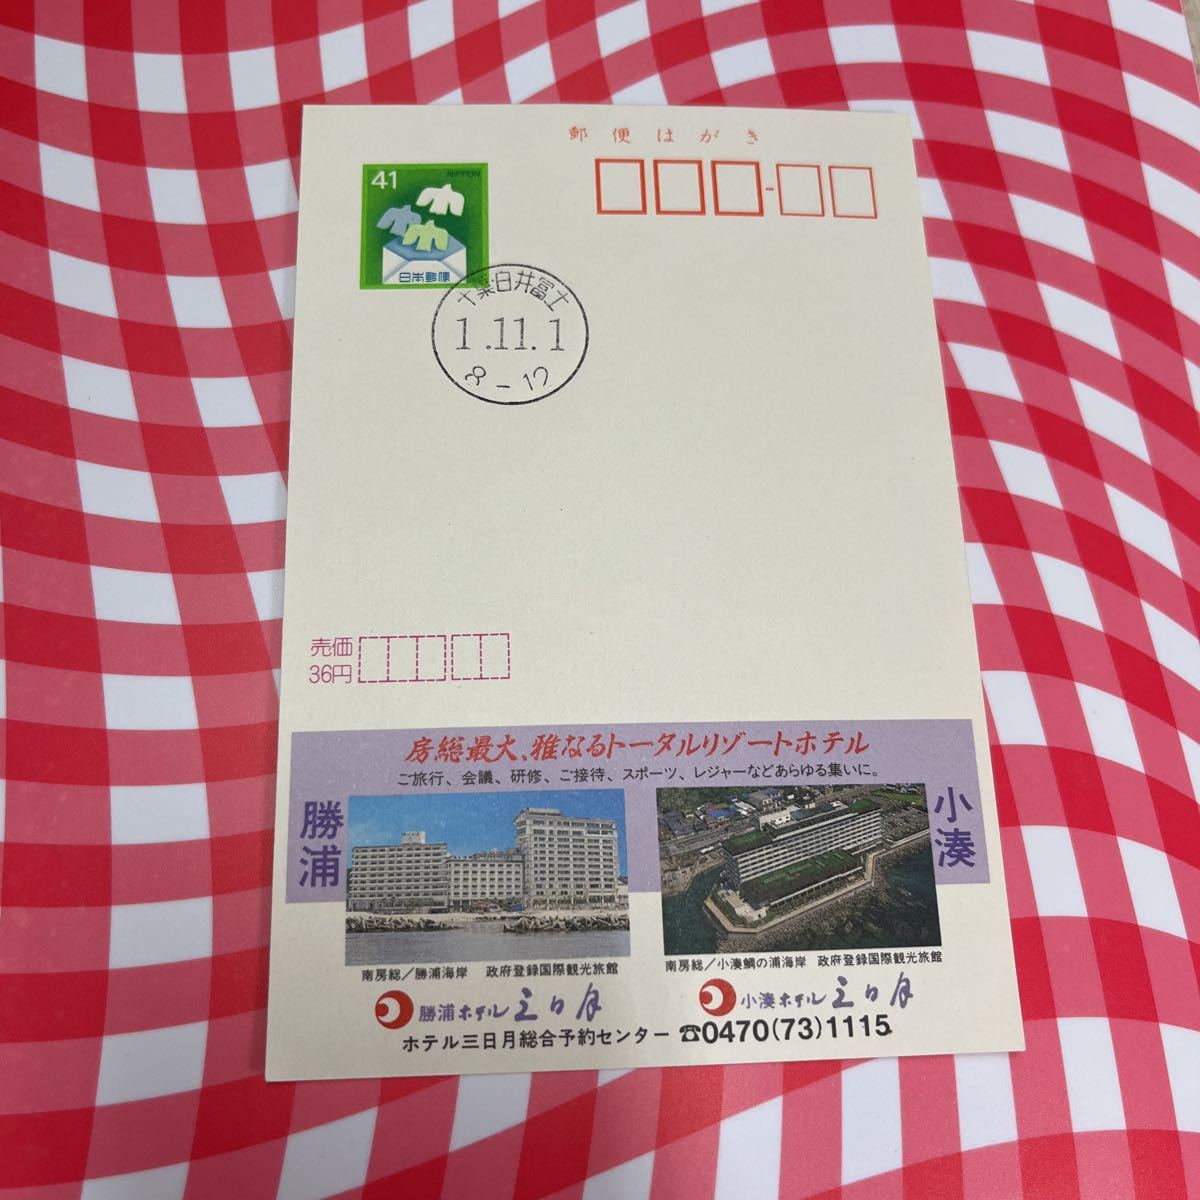 郵便はがき
41
NIPPON
日本郵便
千葉白井富士
1.11.1
8-12
売価
36円
房総最大、雅なるトータルリゾートホテル
ご旅行、会議、研修、ご接待、スポーツ、レジャーなどあらゆる集いに。
勝浦
小湊
南房総/勝浦海岸 政府登録国際観光旅館
南房総/小湊鯛の浦海岸 政府登録国際観光旅館
勝浦ホテル三日月
小湊ホテル三日月
ホテル三日月総合予約センター ☎0470(73)1115